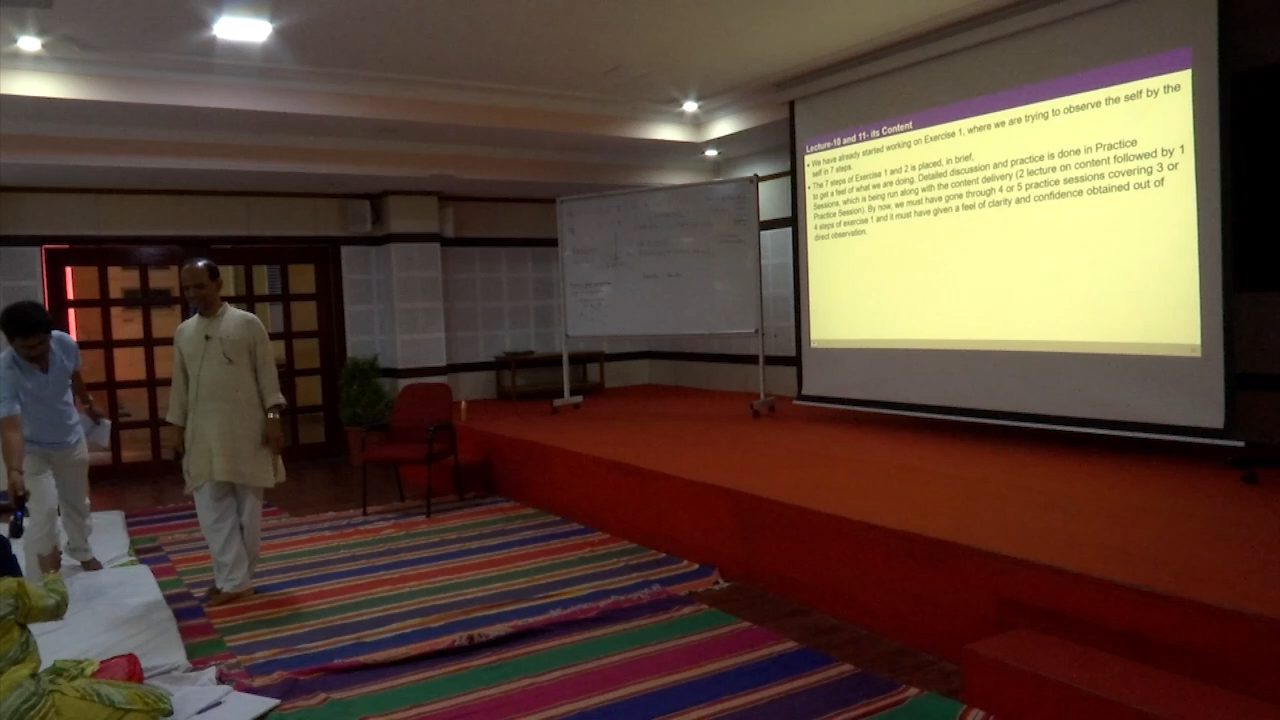 Lecture-10 and 11- its Content
• We have already started working on Exercise 1, where we are trying to observe the self by the
self in 7 steps.
• The 7 steps of Exercise 1 and 2 is placed, in brief,
to get a feel of what we are doing. Detailed discussion and practice is done in Practice
Sessions, which is being run along with the content delivery (2 lecture on content followed by 1
Practice Session). By now, we must have gone through 4 or 5 practice sessions covering 3 or
4 steps of exercise 1 and it must have given a feel of clarity and confidence obtained out of
direct observation.